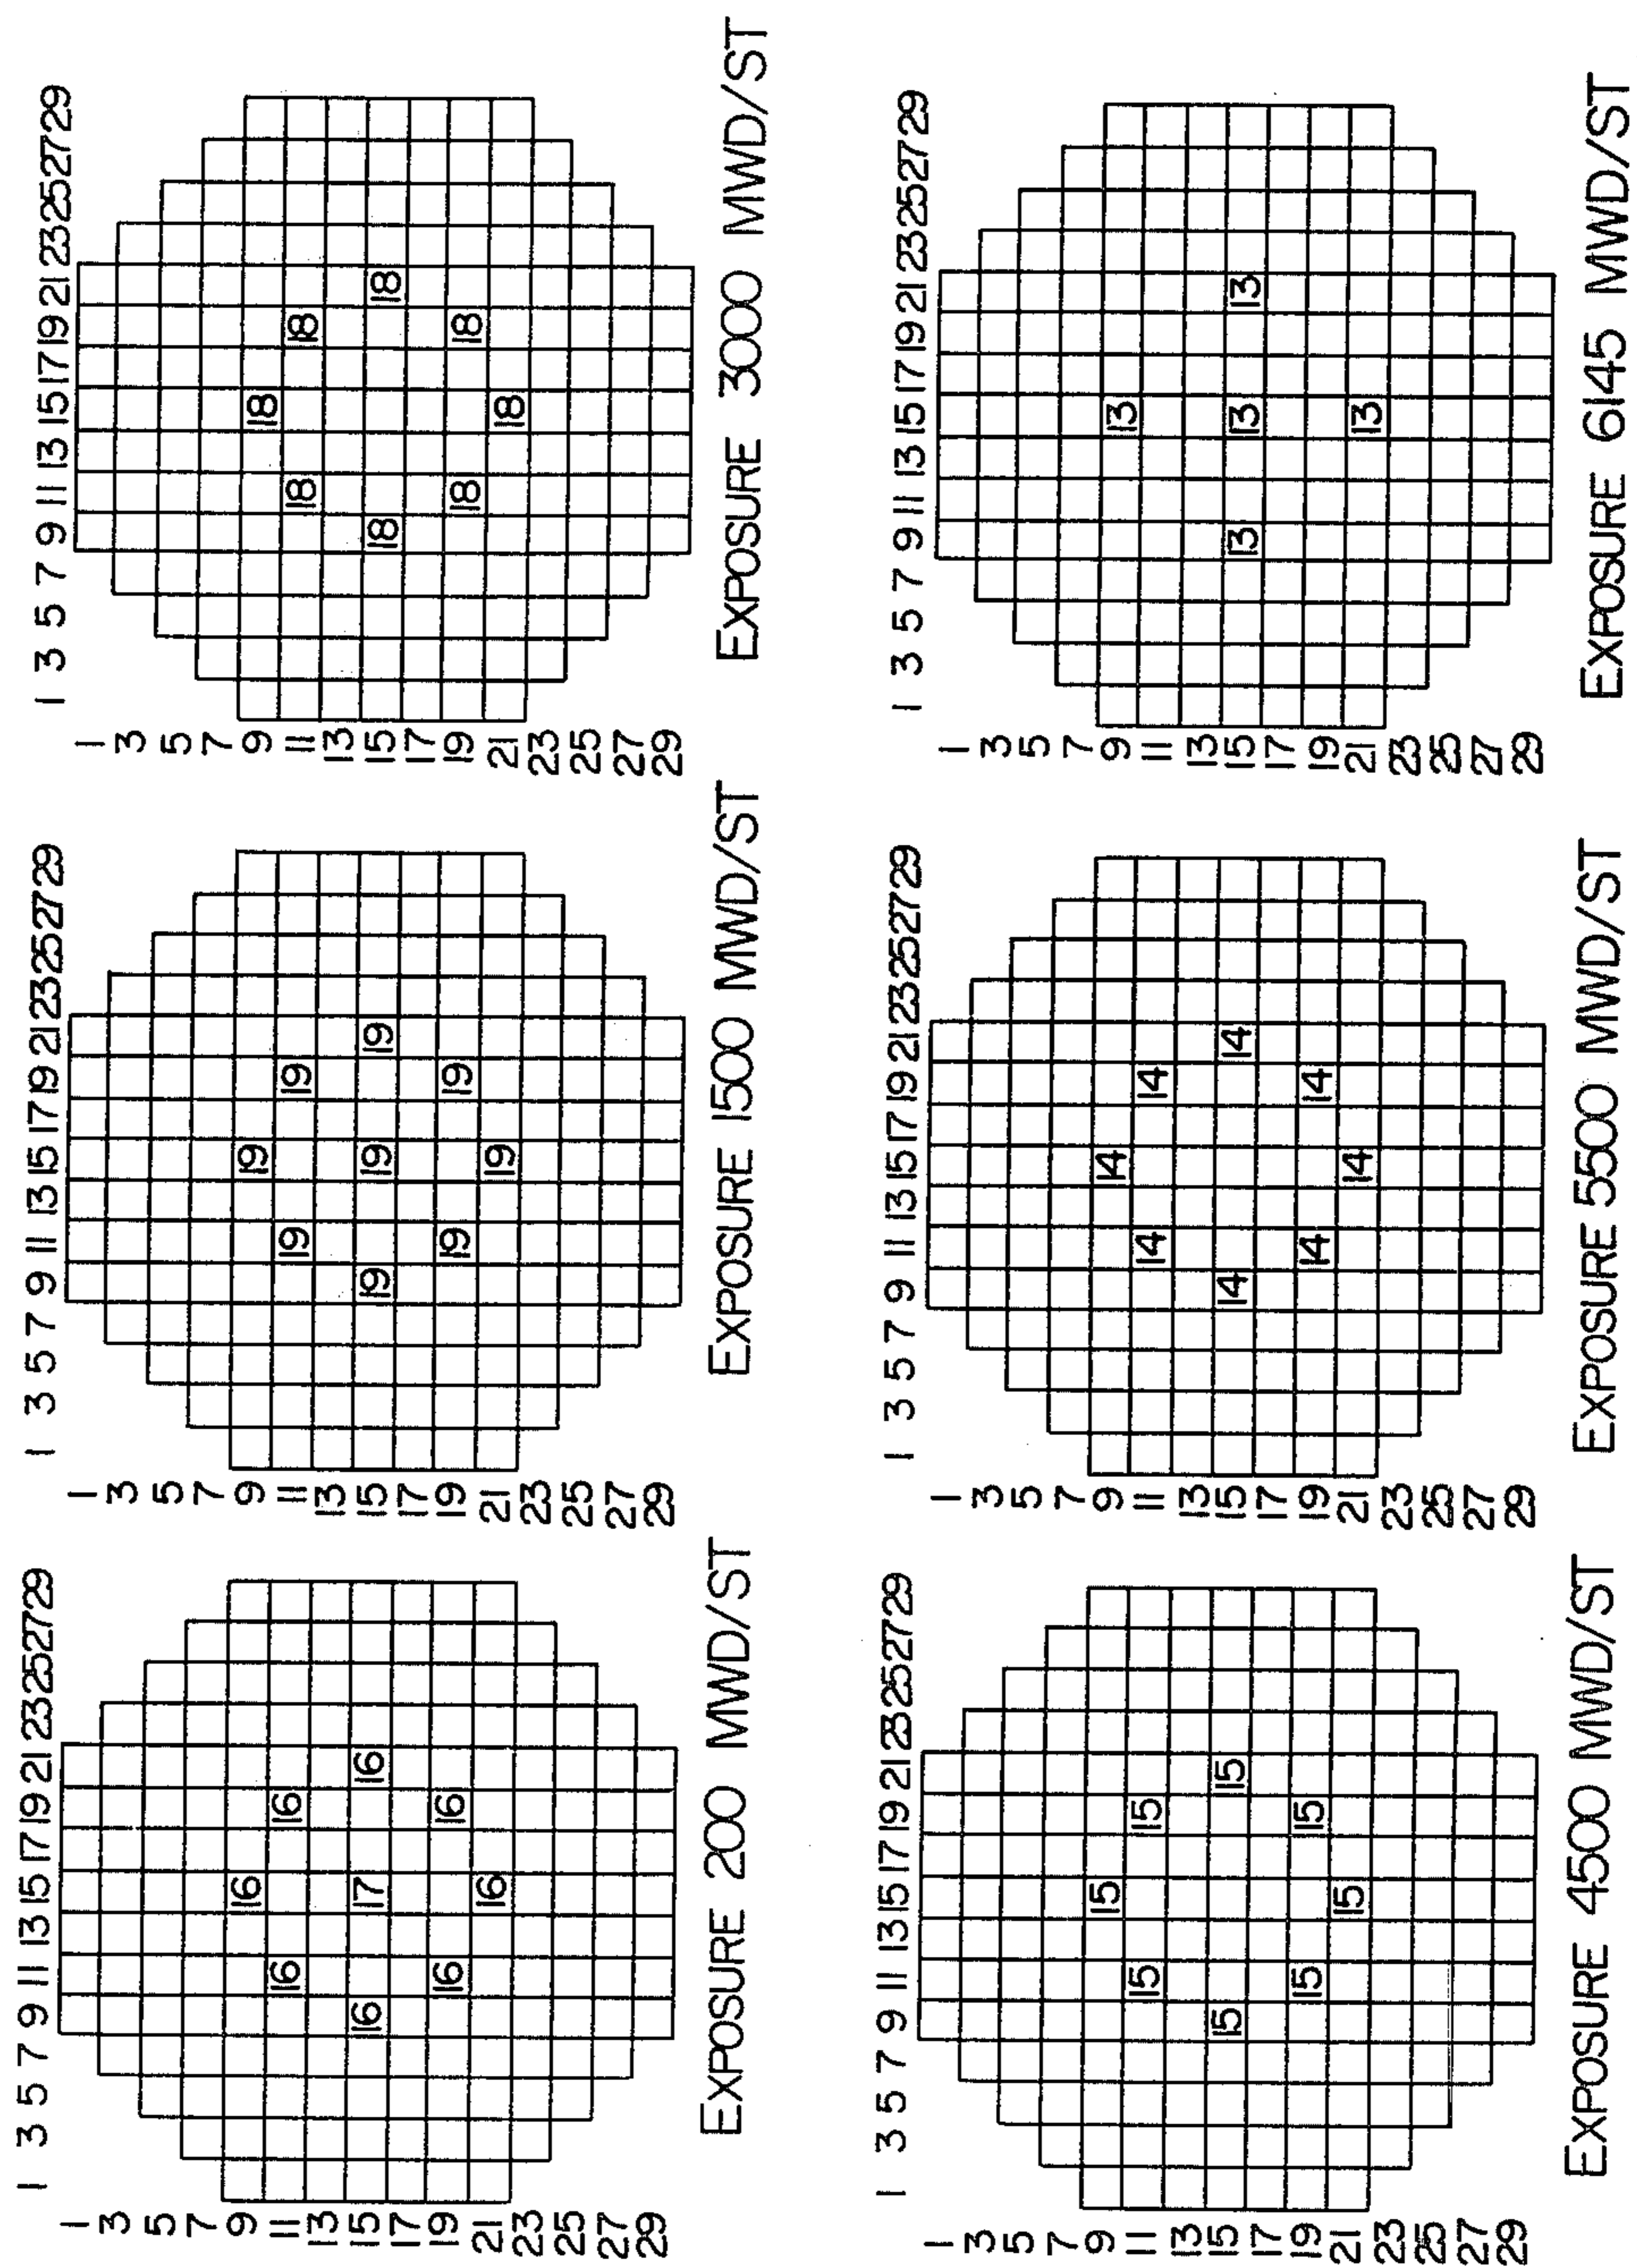 1 3 5 7 9 11 13 15 17 19 21 23 25 27 29
1
3
5
7
9 16
11 16 16
13
15 16 17 16
17
19 16 16
21 16
23
25
27
29
EXPOSURE 200 MWD/ST
1 3 5 7 9 11 13 15 17 19 21 23 25 27 29
1
3
5
7
9 19
11 19 19
13
15 19 19 19
17
19 19 19
21 19
23
25
27
29
EXPOSURE 1500 MWD/ST
1 3 5 7 9 11 13 15 17 19 21 23 25 27 29
1
3
5
7
9 18
11 18 18
13
15 18 18
17
19 18 18
21 18
23
25
27
29
EXPOSURE 3000 MWD/ST
1 3 5 7 9 11 13 15 17 19 21 23 25 27 29
1
3
5
7
9 15
11 15 15
13
15 15 15
17
19 15 15
21 15
23
25
27
29
EXPOSURE 4500 MWD/ST
1 3 5 7 9 11 13 15 17 19 21 23 25 27 29
1
3
5
7
9 14
11 14 14
13
15 14 14
17
19 14 14
21 14
23
25
27
29
EXPOSURE 5500 MWD/ST
1 3 5 7 9 11 13 15 17 19 21 23 25 27 29
1
3
5
7
9 13
11
13
15 13 13 13
17
19
21 13
23
25
27
29
EXPOSURE 6145 MWD/ST